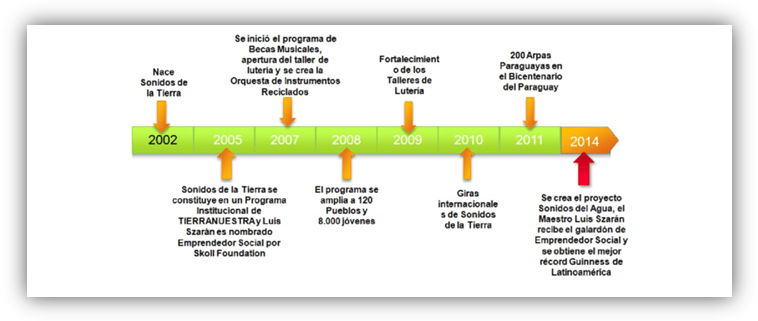 Nace
Sonidos de
la Tierra
Se inició el programa de
Becas Musicales,
apertura del taller de
lutería y se crea la
Orquesta de Instrumentos
Reciclados
Fortalecimient
o de los
Talleres de
Lutería
200 Arpas
Paraguayas en
el Bicentenario
del Paraguay
2002 2005 2007 2008 2009 2010 2011 2014
Sonidos de la Tierra se
constituye en un Programa
Institucional de
TIERRANUESTRA y Luis
Szarán es nombrado
Emprendedor Social por
Skoll Foundation
El programa se
amplia a 120
Pueblos y
8.000 jóvenes
Giras
internacionale
s de Sonidos
de la Tierra
Se crea el proyecto
Sonidos del Agua, el
Maestro Luis Szarán
recibe el galardón de
Emprendedor Social y
se obtiene el mejor
récord Guinness de
Latinoamérica